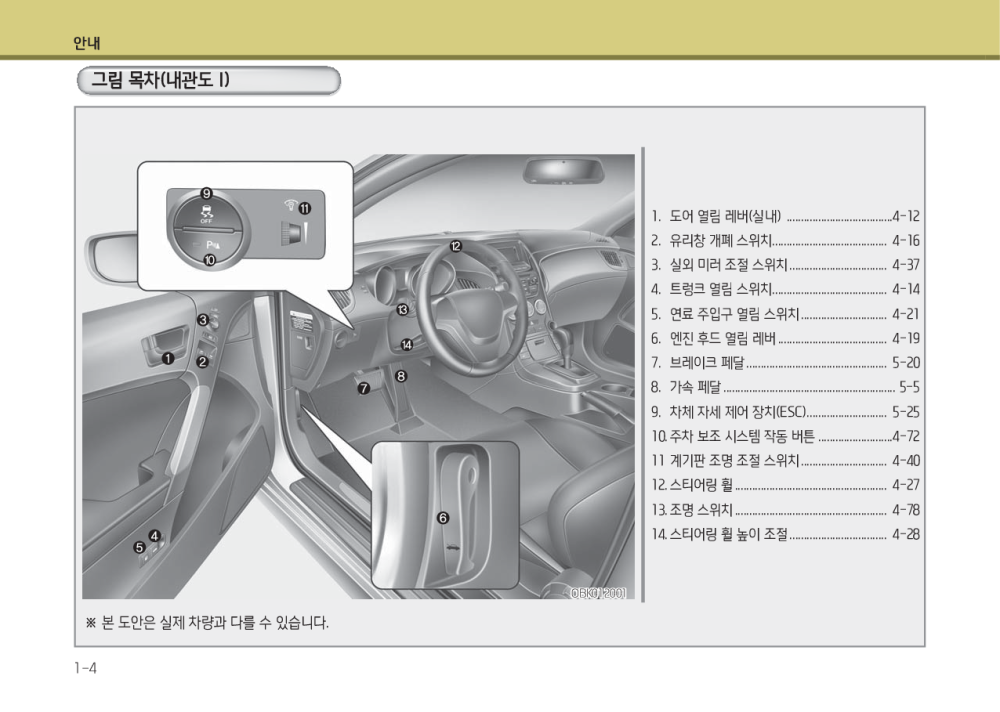 안내
그림 목차(내관도 I)
9
OFF
11
P
10
12
3
13
14
1
2
8
7
6
4
5
OBK012001
1. 도어 열림 레버(실내) ....................................4-12
2. 유리창 개폐 스위치....................................... 4-16
3. 실외 미러 조절 스위치................................. 4-37
4. 트렁크 열림 스위치....................................... 4-14
5. 연료 주입구 열림 스위치............................. 4-21
6. 엔진 후드 열림 레버..................................... 4-19
7. 브레이크 페달................................................ 5-20
8. 가속 페달.......................................................... 5-5
9. 차체 자세 제어 장치(ESC)........................... 5-25
10. 주차 보조 시스템 작동 버튼 .........................4-72
11 계기판 조명 조절 스위치............................. 4-40
12. 스티어링 휠................................................... 4-27
13. 조명 스위치................................................... 4-78
14. 스티어링 휠 높이 조절................................. 4-28
※ 본 도안은 실제 차량과 다를 수 있습니다.
1-4